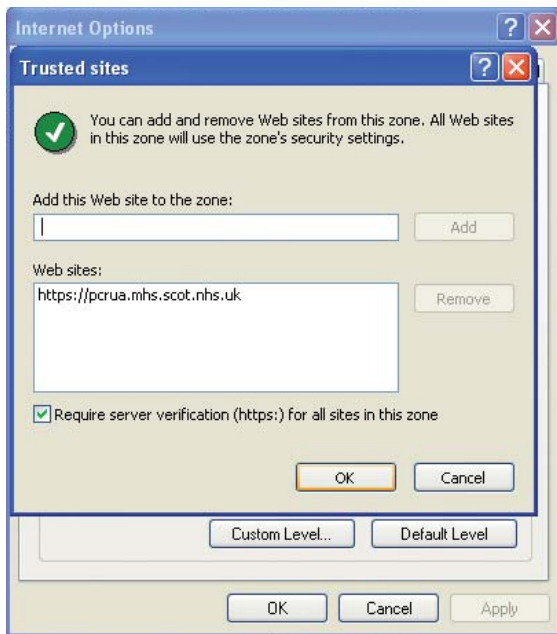 Internet Options
Trusted sites
You can add and remove Web sites from this zone. All Web sites
in this zone will use the zone's security settings.
Add this Web site to the zone:
Add
Web sites:
https://pcrua.mhs.scot.nhs.uk
Remove
Require server verification (https:) for all sites in this zone
OK Cancel
Custom Level... Default Level
OK Cancel Apply